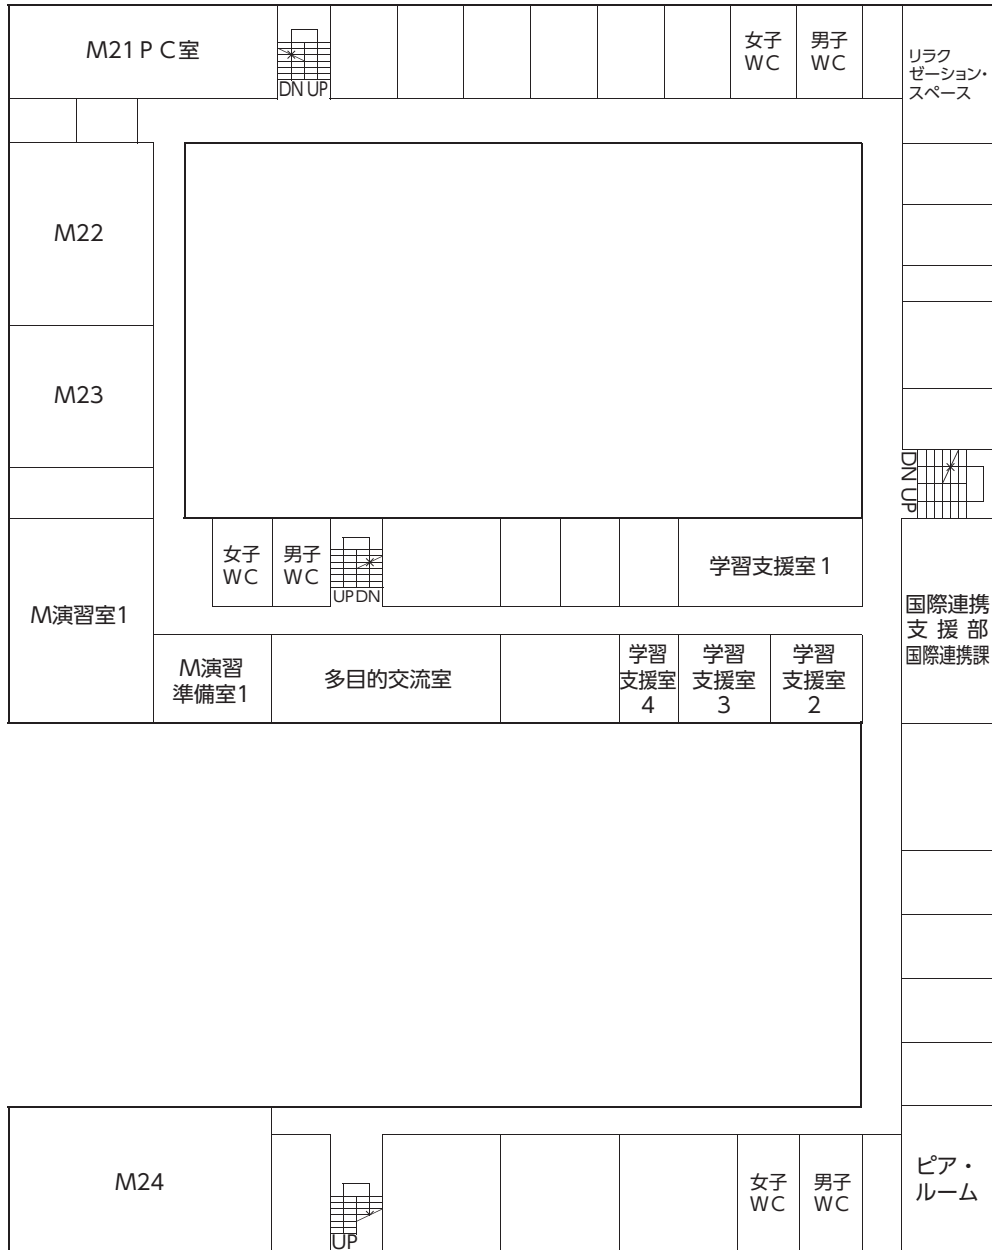 M21ＰＣ室
DN UP
女子
WC
男子
WC
リラク
ゼーション・
スペース
M22
M23
DN UP
女子
WC
男子
WC
UP DN
学習支援室1
M演習室1
国際連携
支援部
国際連携課
M演習
準備室1
多目的交流室
学習
支援室
4
学習
支援室
3
学習
支援室
2
M24
UP
女子
WC
男子
WC
ピア・
ルーム